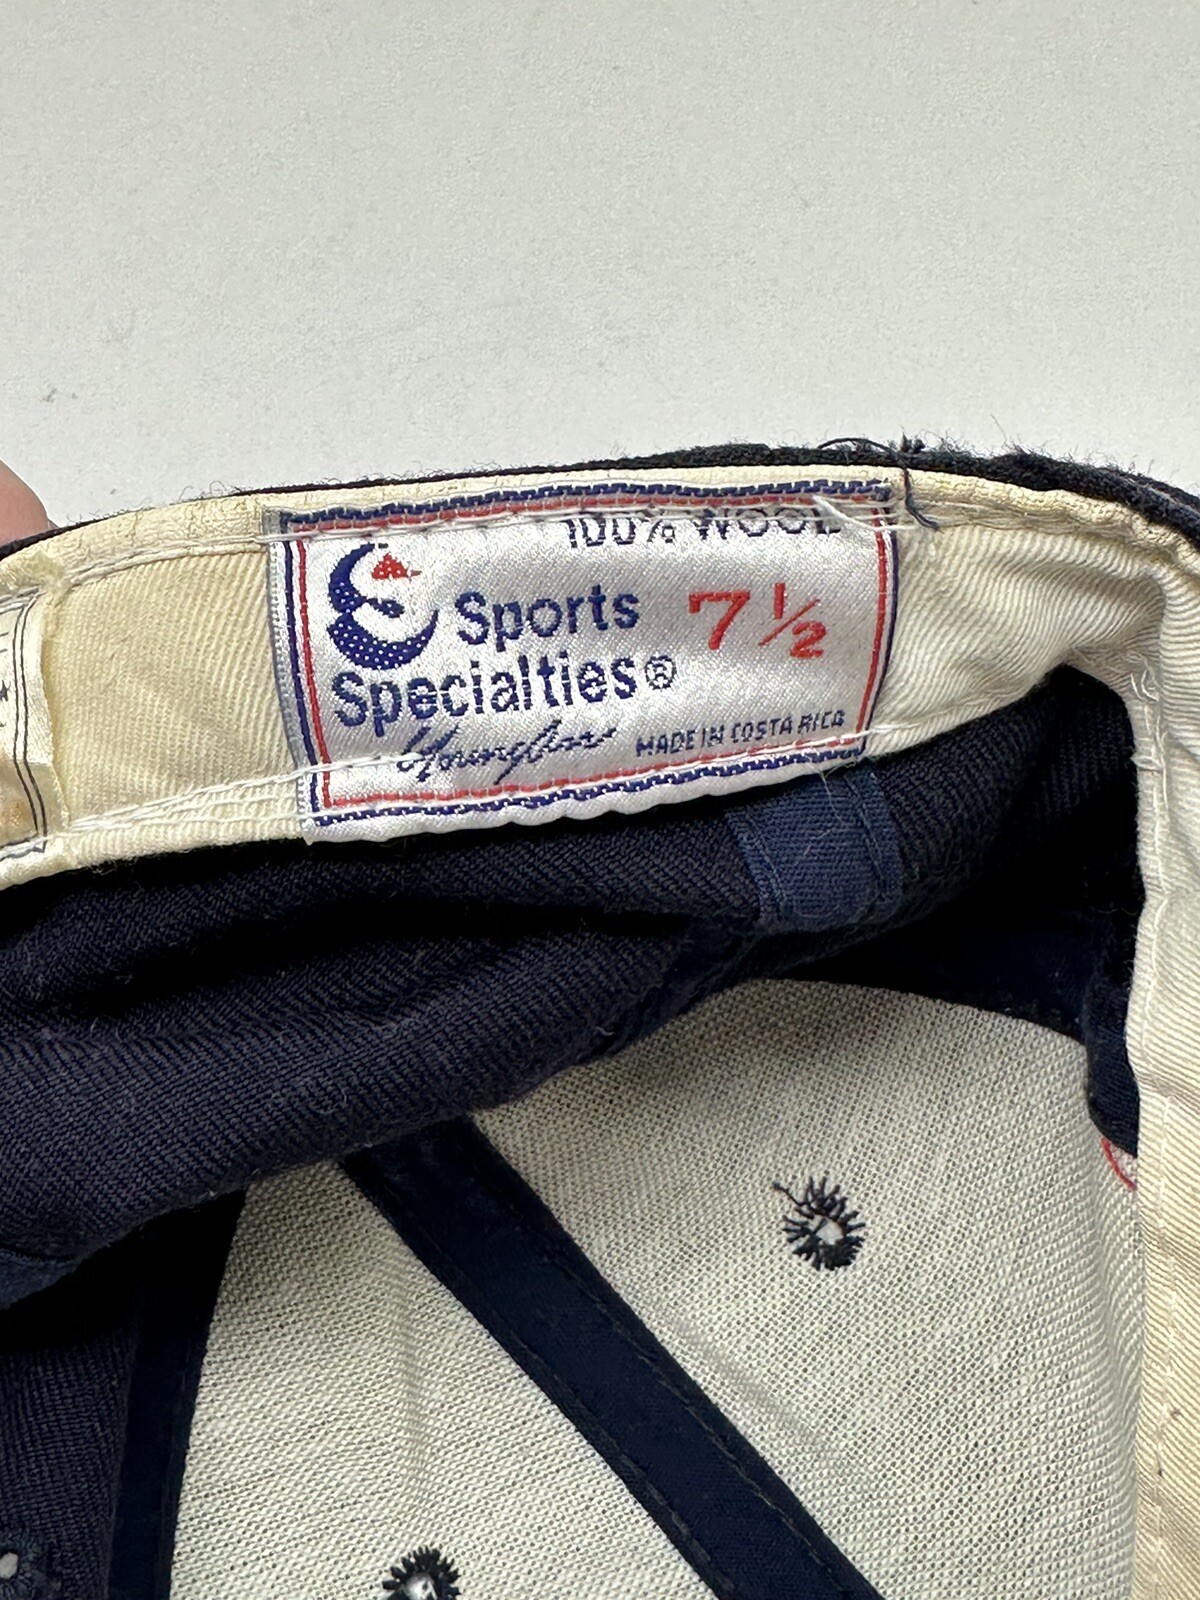 100% WOOL
Sports 7 1/2
Specialties®
Youngan MADE IN COSTA RICA